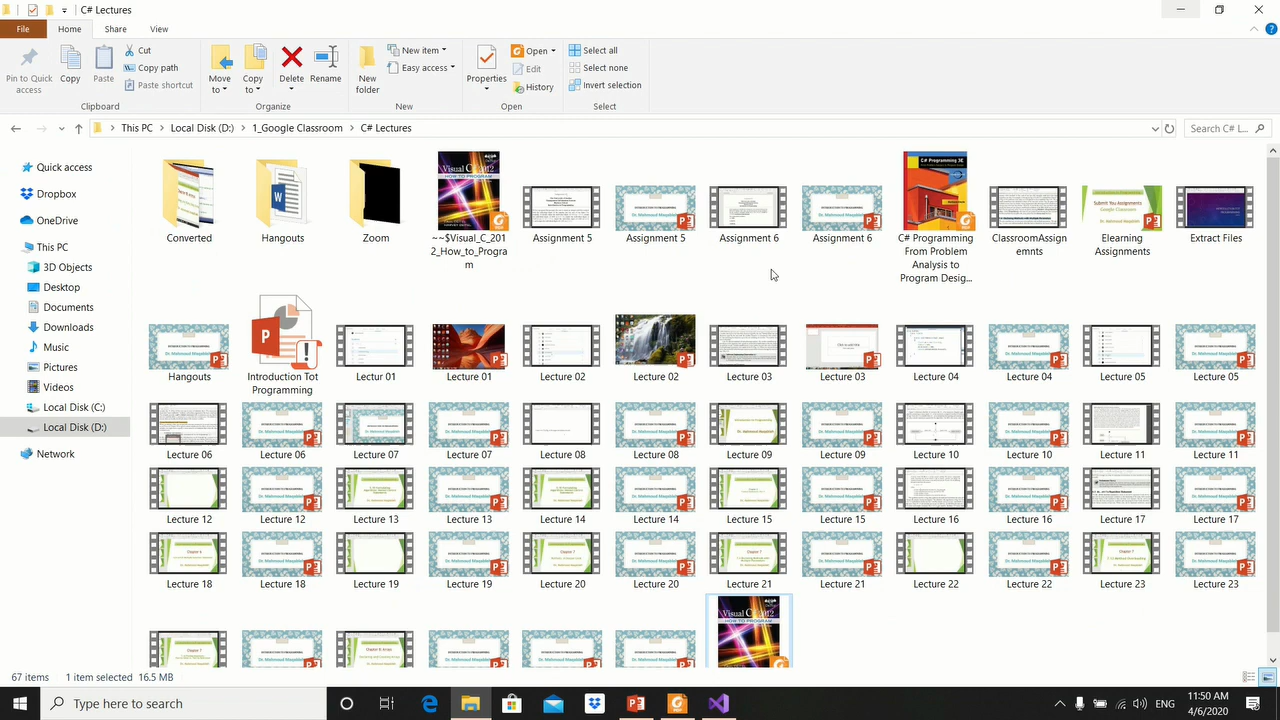 C# Lectures
File
Home
Share
View
Pin to Quick access
Copy
Paste
Cut
Copy path
Paste shortcut
Clipboard
Move to
Copy to
Delete
Rename
Organize
New folder
New item
Easy access
New
Properties
Open
Edit
History
Open
Select all
Select none
Invert selection
Select
This PC
Local Disk (D:)
1_Google Classroom
C# Lectures
Search C# L...
Quick access
Dropbox
OneDrive
This PC
3D Objects
Desktop
Documents
Downloads
Music
Pictures
Videos
Local Disk (C:)
Local Disk (D:)
Network
Converted
Hangouts
Zoom
~~$Visual_C_201
2_How_to_Progra
m
Assignment 5
Assignment 5
Assignment 6
Assignment 6
C# Programming
From Problem
Analysis to
Program Desig...
ClassroomAssign
emnts
Elearning
Assignments
Extract Files
Hangouts
Introduction Tot
Programming
Lectur 01
Lecture 01
Lecture 02
Lecture 02
Lecture 03
Lecture 03
Lecture 04
Lecture 04
Lecture 05
Lecture 05
Lecture 06
Lecture 06
Lecture 07
Lecture 07
Lecture 08
Lecture 08
Lecture 09
Lecture 09
Lecture 10
Lecture 10
Lecture 11
Lecture 11
Lecture 12
Lecture 12
Lecture 13
Lecture 13
Lecture 14
Lecture 14
Lecture 15
Lecture 15
Lecture 16
Lecture 16
Lecture 17
Lecture 17
Lecture 18
Lecture 18
Lecture 19
Lecture 19
Lecture 20
Lecture 20
Lecture 21
Lecture 21
Lecture 22
Lecture 22
Lecture 23
Lecture 23
67 items
1 item selected 16.5 MB
Type here to search
ENG
11:50 AM
4/6/2020